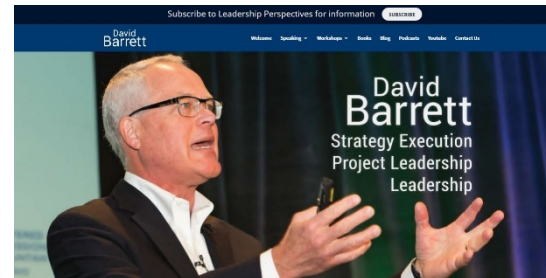 Subscribe to Leadership Perspectives for information SUBSCRIBE
David
Barrett
Welcome Speaking Workshops Books Blog Podcasts Youtube Contact Us
David
Barrett
Strategy Execution
Project Leadership
Leadership